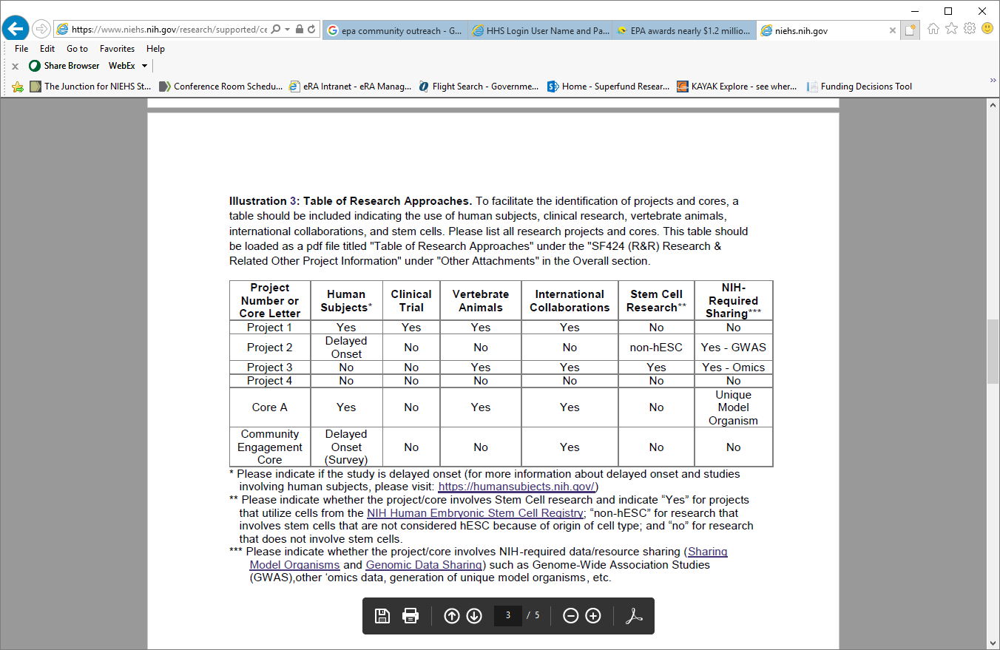 https://www.niehs.nih.gov/research/supported/ce
epa community outreach - G...
HHS Login User Name and Pa...
EPA awards nearly $1.2 millio...
niehs.nih.gov
File Edit Go to Favorites Help
x Share Browser WebEx
The Junction for NIEHS St...
Conference Room Schedu...
eRA Intranet - eRA Manag...
Flight Search - Governme...
Home - Superfund Resear...
KAYAK Explore - see wher...
Funding Decisions Tool
Illustration 3: Table of Research Approaches. To facilitate the identification of projects and cores, a
table should be included indicating the use of human subjects, clinical research, vertebrate animals,
international collaborations, and stem cells. Please list all research projects and cores. This table should
be loaded as a pdf file titled "Table of Research Approaches" under the "SF424 (R&R) Research &
Related Other Project Information" under "Other Attachments" in the Overall section.
Project Number or Core Letter | Human Subjects* | Clinical Trial | Vertebrate Animals | International Collaborations | Stem Cell Research** | NIH-Required Sharing***
Project 1 | Yes | Yes | Yes | Yes | No | No
Project 2 | Delayed Onset | No | No | No | non-hESC | Yes - GWAS
Project 3 | No | No | Yes | Yes | Yes | Yes - Omics
Project 4 | No | No | No | No | No | No
Core A | Yes | No | Yes | Yes | No | Unique Model Organism
Community Engagement Core | Delayed Onset (Survey) | No | No | Yes | No | No
* Please indicate if the study is delayed onset (for more information about delayed onset and studies
involving human subjects, please visit: https://humansubjects.nih.gov/)
** Please indicate whether the project/core involves Stem Cell research and indicate “Yes” for projects
that utilize cells from the NIH Human Embryonic Stem Cell Registry; “non-hESC” for research that
involves stem cells that are not considered hESC because of origin of cell type; and “no” for research
that does not involve stem cells.
*** Please indicate whether the project/core involves NIH-required data/resource sharing (Sharing
Model Organisms and Genomic Data Sharing) such as Genome-Wide Association Studies
(GWAS),other ‘omics data, generation of unique model organisms, etc.
3 / 5